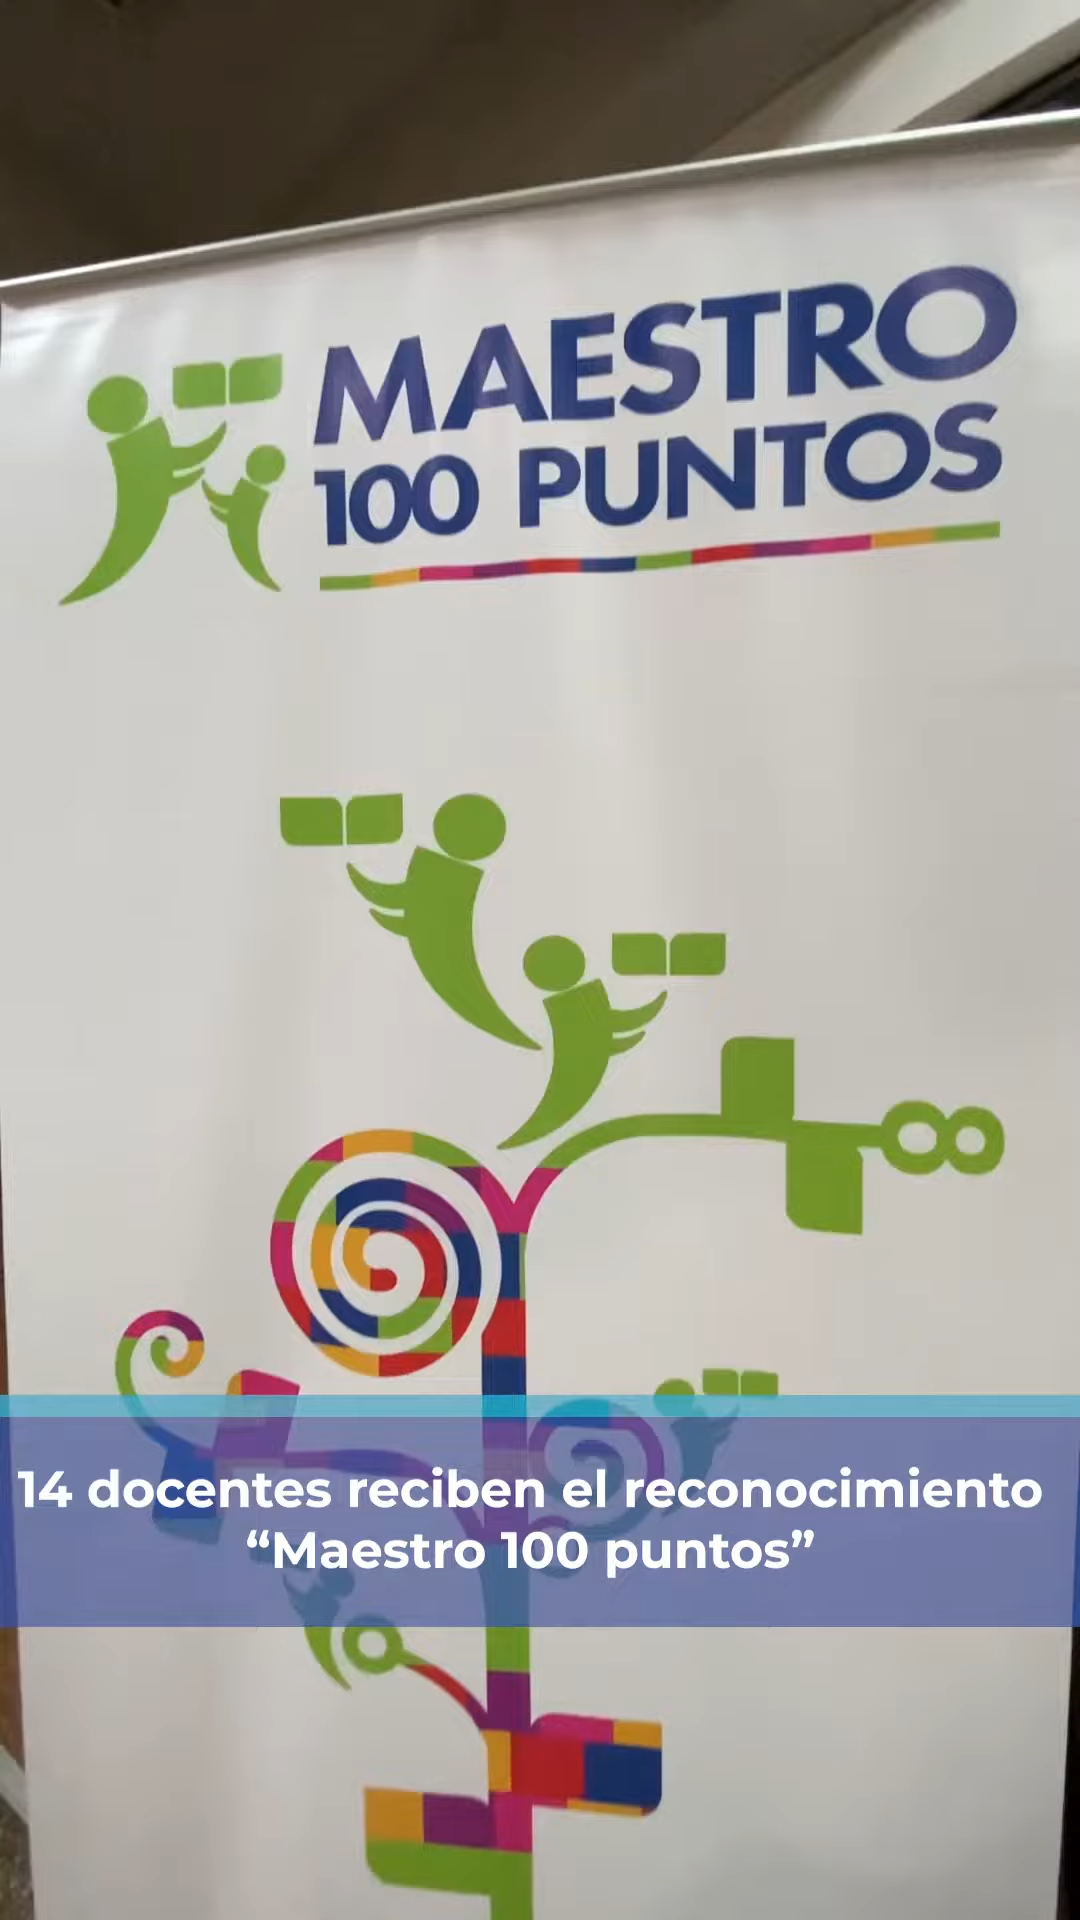 MAESTRO
100 PUNTOS
14 docentes reciben el reconocimiento
“Maestro 100 puntos”